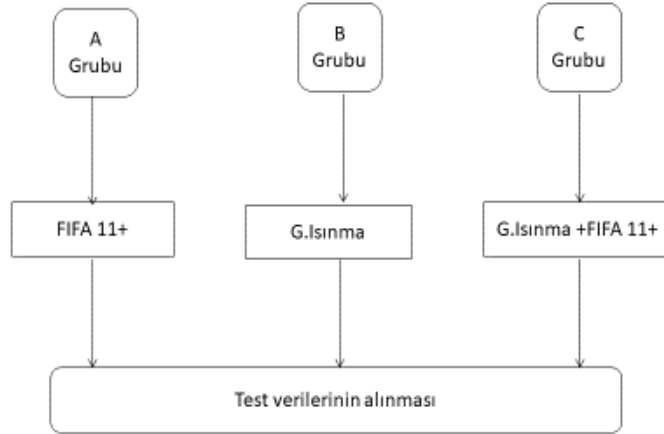 A
Grubu
B
Grubu
C
Grubu
FIFA 11+
G.Isınma
G.Isınma +FIFA 11+
Test verilerinin alınması